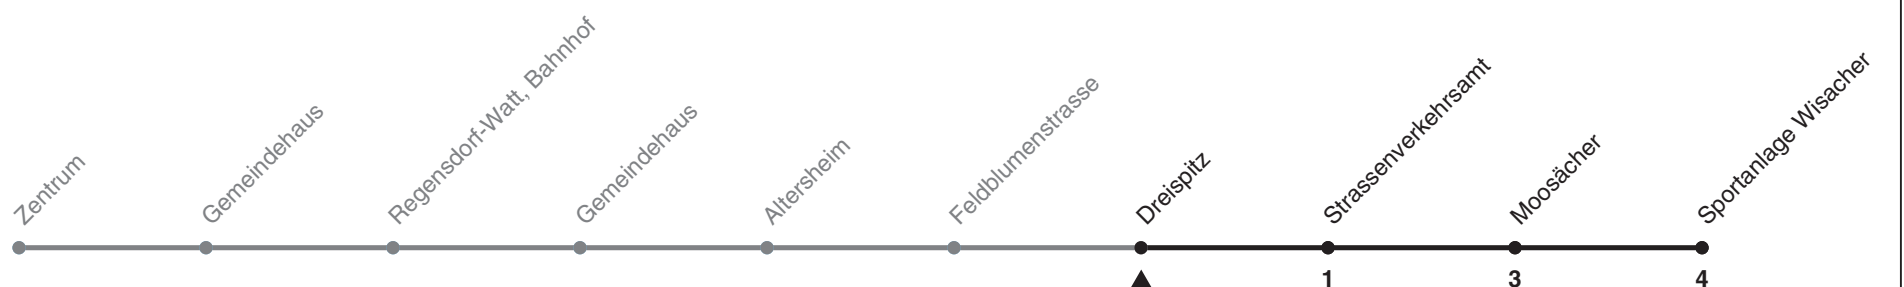 Zentrum
Gemeindehaus
Regensdorf-Watt, Bahnhof
Gemeindehaus
Altersheim
Feldblumenstrasse
Dreispitz
Strassenverkehrsamt
Moosächer
Sportanlage Wisacher
1
3
4